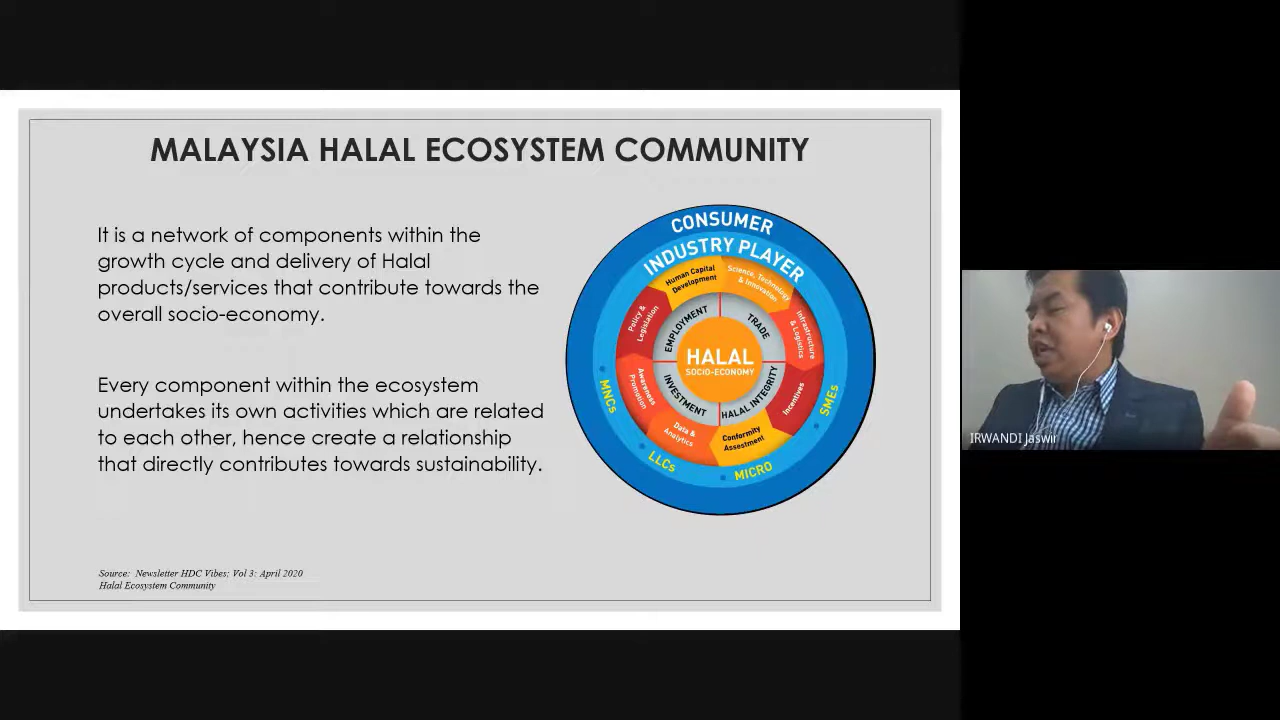 MALAYSIA HALAL ECOSYSTEM COMMUNITY
It is a network of components within the
growth cycle and delivery of Halal
products/services that contribute towards the
overall socio-economy.
Every component within the ecosystem
undertakes its own activities which are related
to each other, hence create a relationship
that directly contributes towards sustainability.
Source: Newsletter HDC Vibes: Vol 3: April 2020
Halal Ecosystem Community
CONSUMER
INDUSTRY PLAYER
Human Capital
Development
Science, Technology
& Innovation
Infrastructure
& Logistics
Incentives
Conformity
Assestment
Data &
Analytics
Awareness
Promotion
Policy &
Legislation
EMPLOYMENT
TRADE
HALAL INTEGRITY
INVESTMENT
HALAL
SOCIO-ECONOMY
MNCs
LLCs
MICRO
SMEs
IRWANDI Jaswir